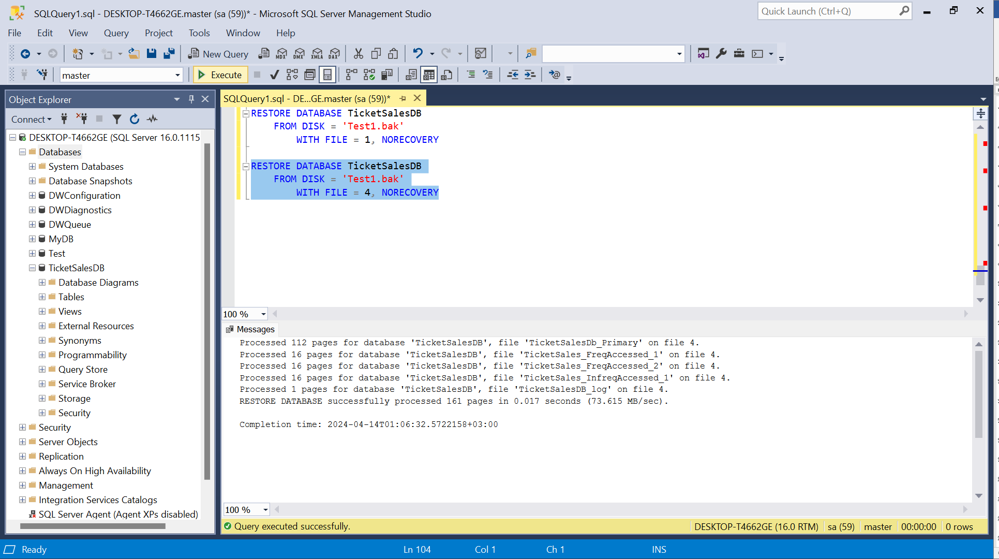 SQLQuery1.sql - DESKTOP-T4662GE.master (sa (59))* - Microsoft SQL Server Management Studio
Quick Launch (Ctrl+Q)
File Edit View Query Project Tools Window Help
New Query MDX DMX XMLA DAX
master Execute
Object Explorer
Connect
DESKTOP-T4662GE (SQL Server 16.0.1115
Databases
System Databases
Database Snapshots
DWConfiguration
DWDiagnostics
DWQueue
MyDB
Test
TicketSalesDB
Database Diagrams
Tables
Views
External Resources
Synonyms
Programmability
Query Store
Service Broker
Storage
Security
Security
Server Objects
Replication
Always On High Availability
Management
Integration Services Catalogs
SQL Server Agent (Agent XPs disabled)
SQLQuery1.sql - DE...GE.master (sa (59))*
RESTORE DATABASE TicketSalesDB
FROM DISK = 'Test1.bak'
WITH FILE = 1, NORECOVERY
RESTORE DATABASE TicketSalesDB
FROM DISK = 'Test1.bak'
WITH FILE = 4, NORECOVERY
100 %
Messages
Processed 112 pages for database 'TicketSalesDB', file 'TicketSalesDb_Primary' on file 4.
Processed 16 pages for database 'TicketSalesDB', file 'TicketSales_FreqAccessed_1' on file 4.
Processed 16 pages for database 'TicketSalesDB', file 'TicketSales_FreqAccessed_2' on file 4.
Processed 16 pages for database 'TicketSalesDB', file 'TicketSales_InfreqAccessed_1' on file 4.
Processed 1 pages for database 'TicketSalesDB', file 'TicketSalesDB_log' on file 4.
RESTORE DATABASE successfully processed 161 pages in 0.017 seconds (73.615 MB/sec).
Completion time: 2024-04-14T01:06:32.5722158+03:00
100 %
Query executed successfully.
DESKTOP-T4662GE (16.0 RTM) sa (59) master 00:00:00 0 rows
Ready Ln 104 Col 1 Ch 1 INS